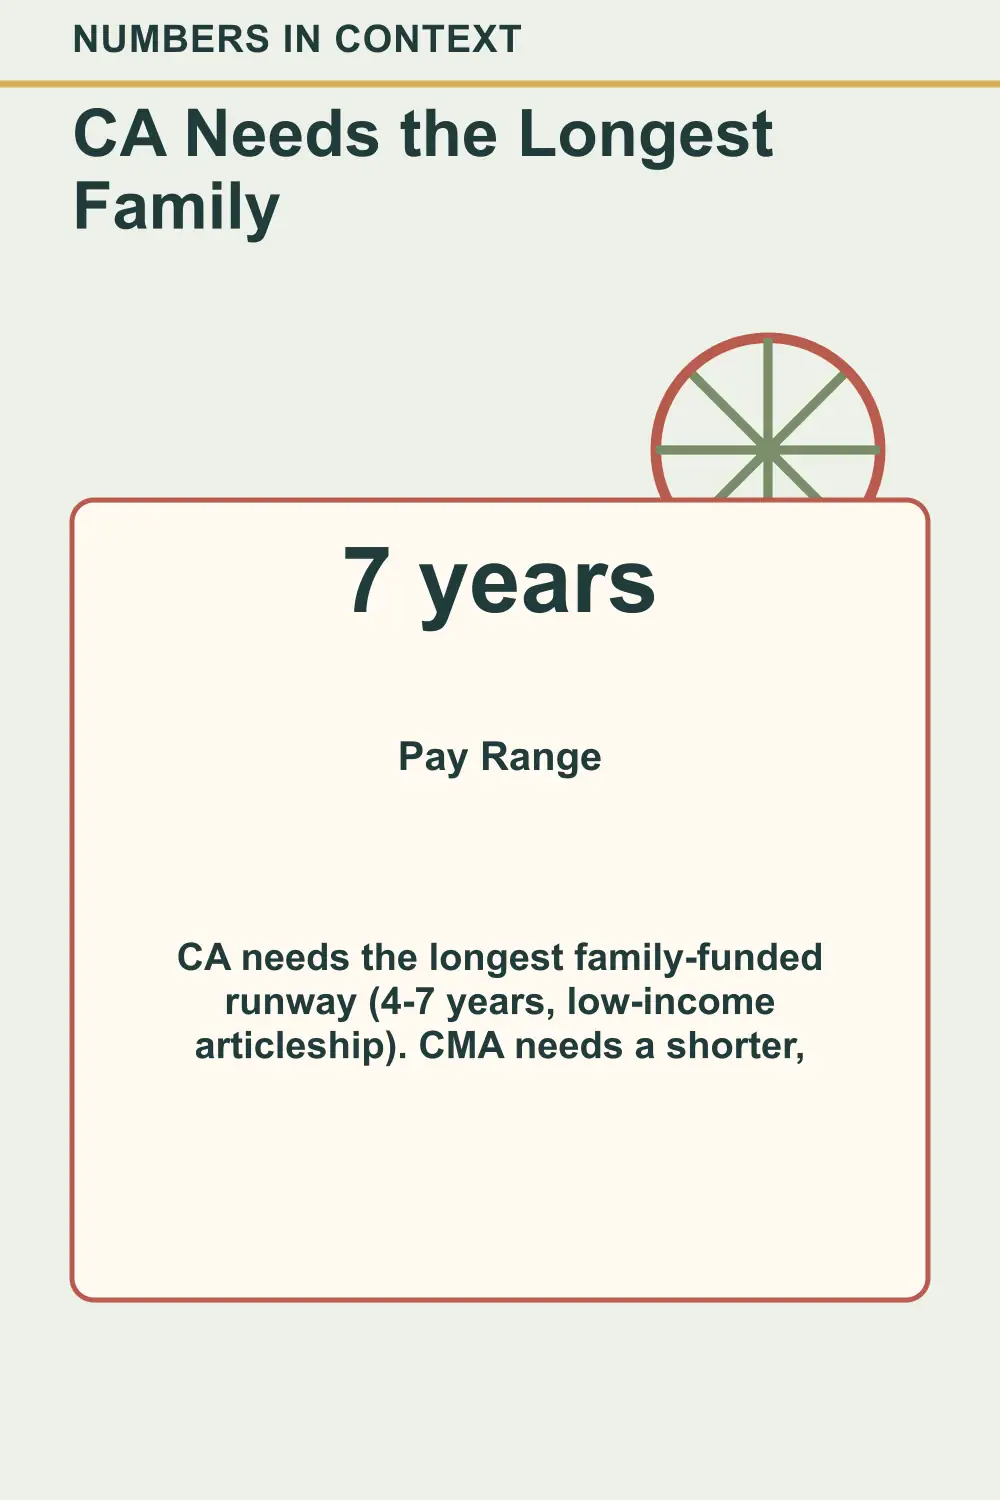 NUMBERS IN CONTEXT
CA Needs the Longest
Family
7 years
Pay Range
CA needs the longest family-funded
runway (4-7 years, low-income
articleship). CMA needs a shorter,